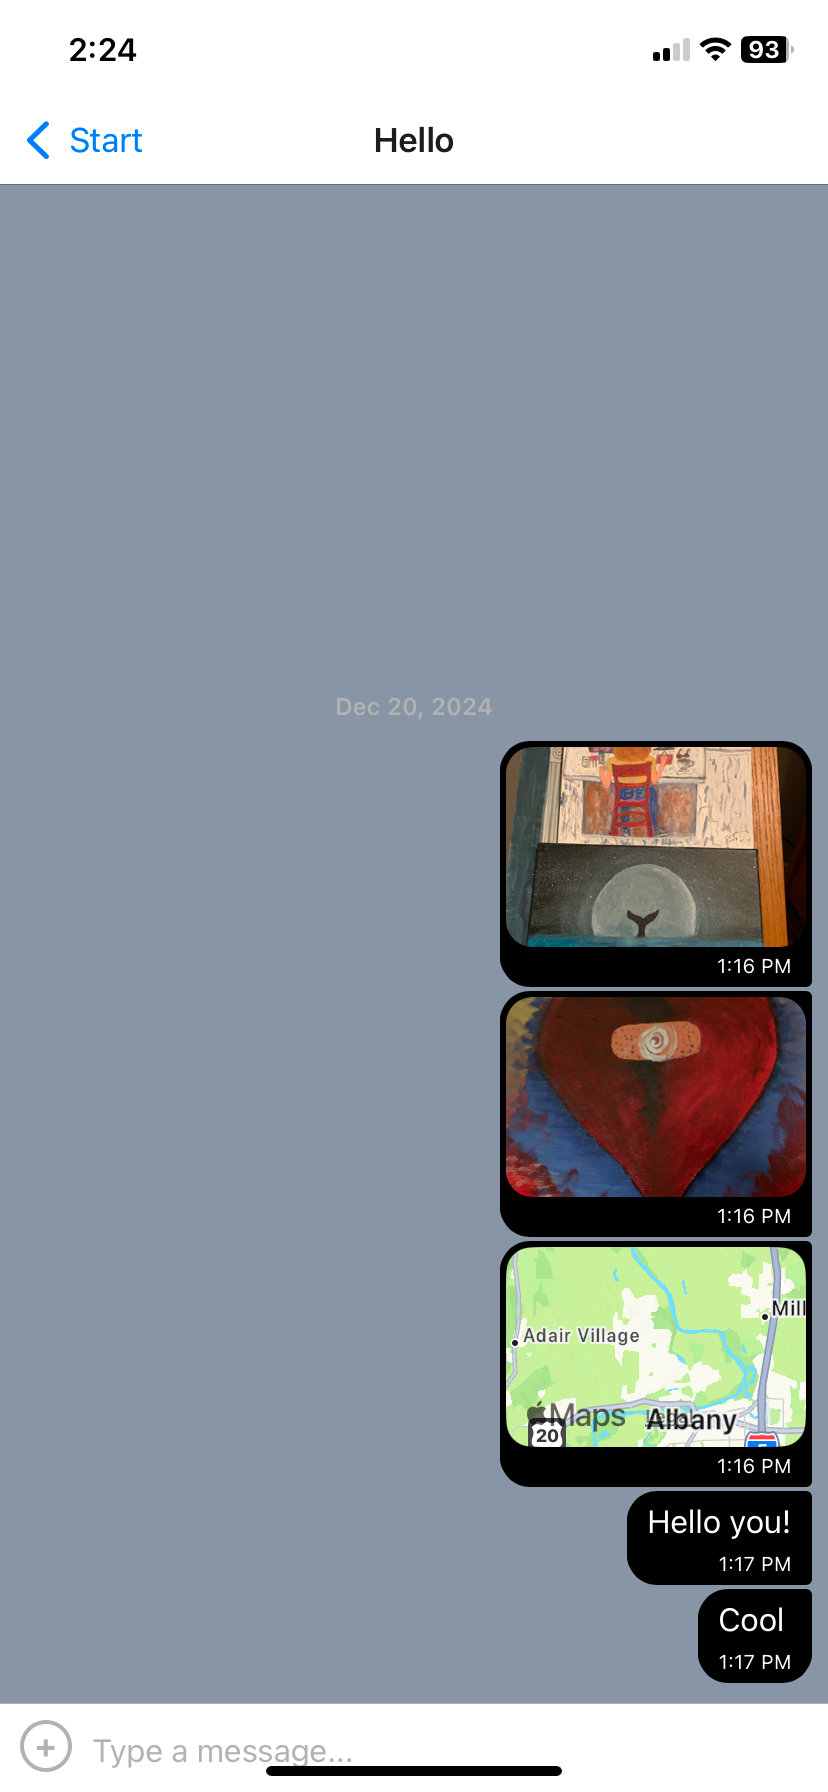 2:24
93
Start
Hello
Dec 20, 2024
1:16 PM
1:16 PM
Adair Village
Mill
Maps
Albany
20
5
1:16 PM
Hello you!
1:17 PM
Cool
1:17 PM
Type a message...